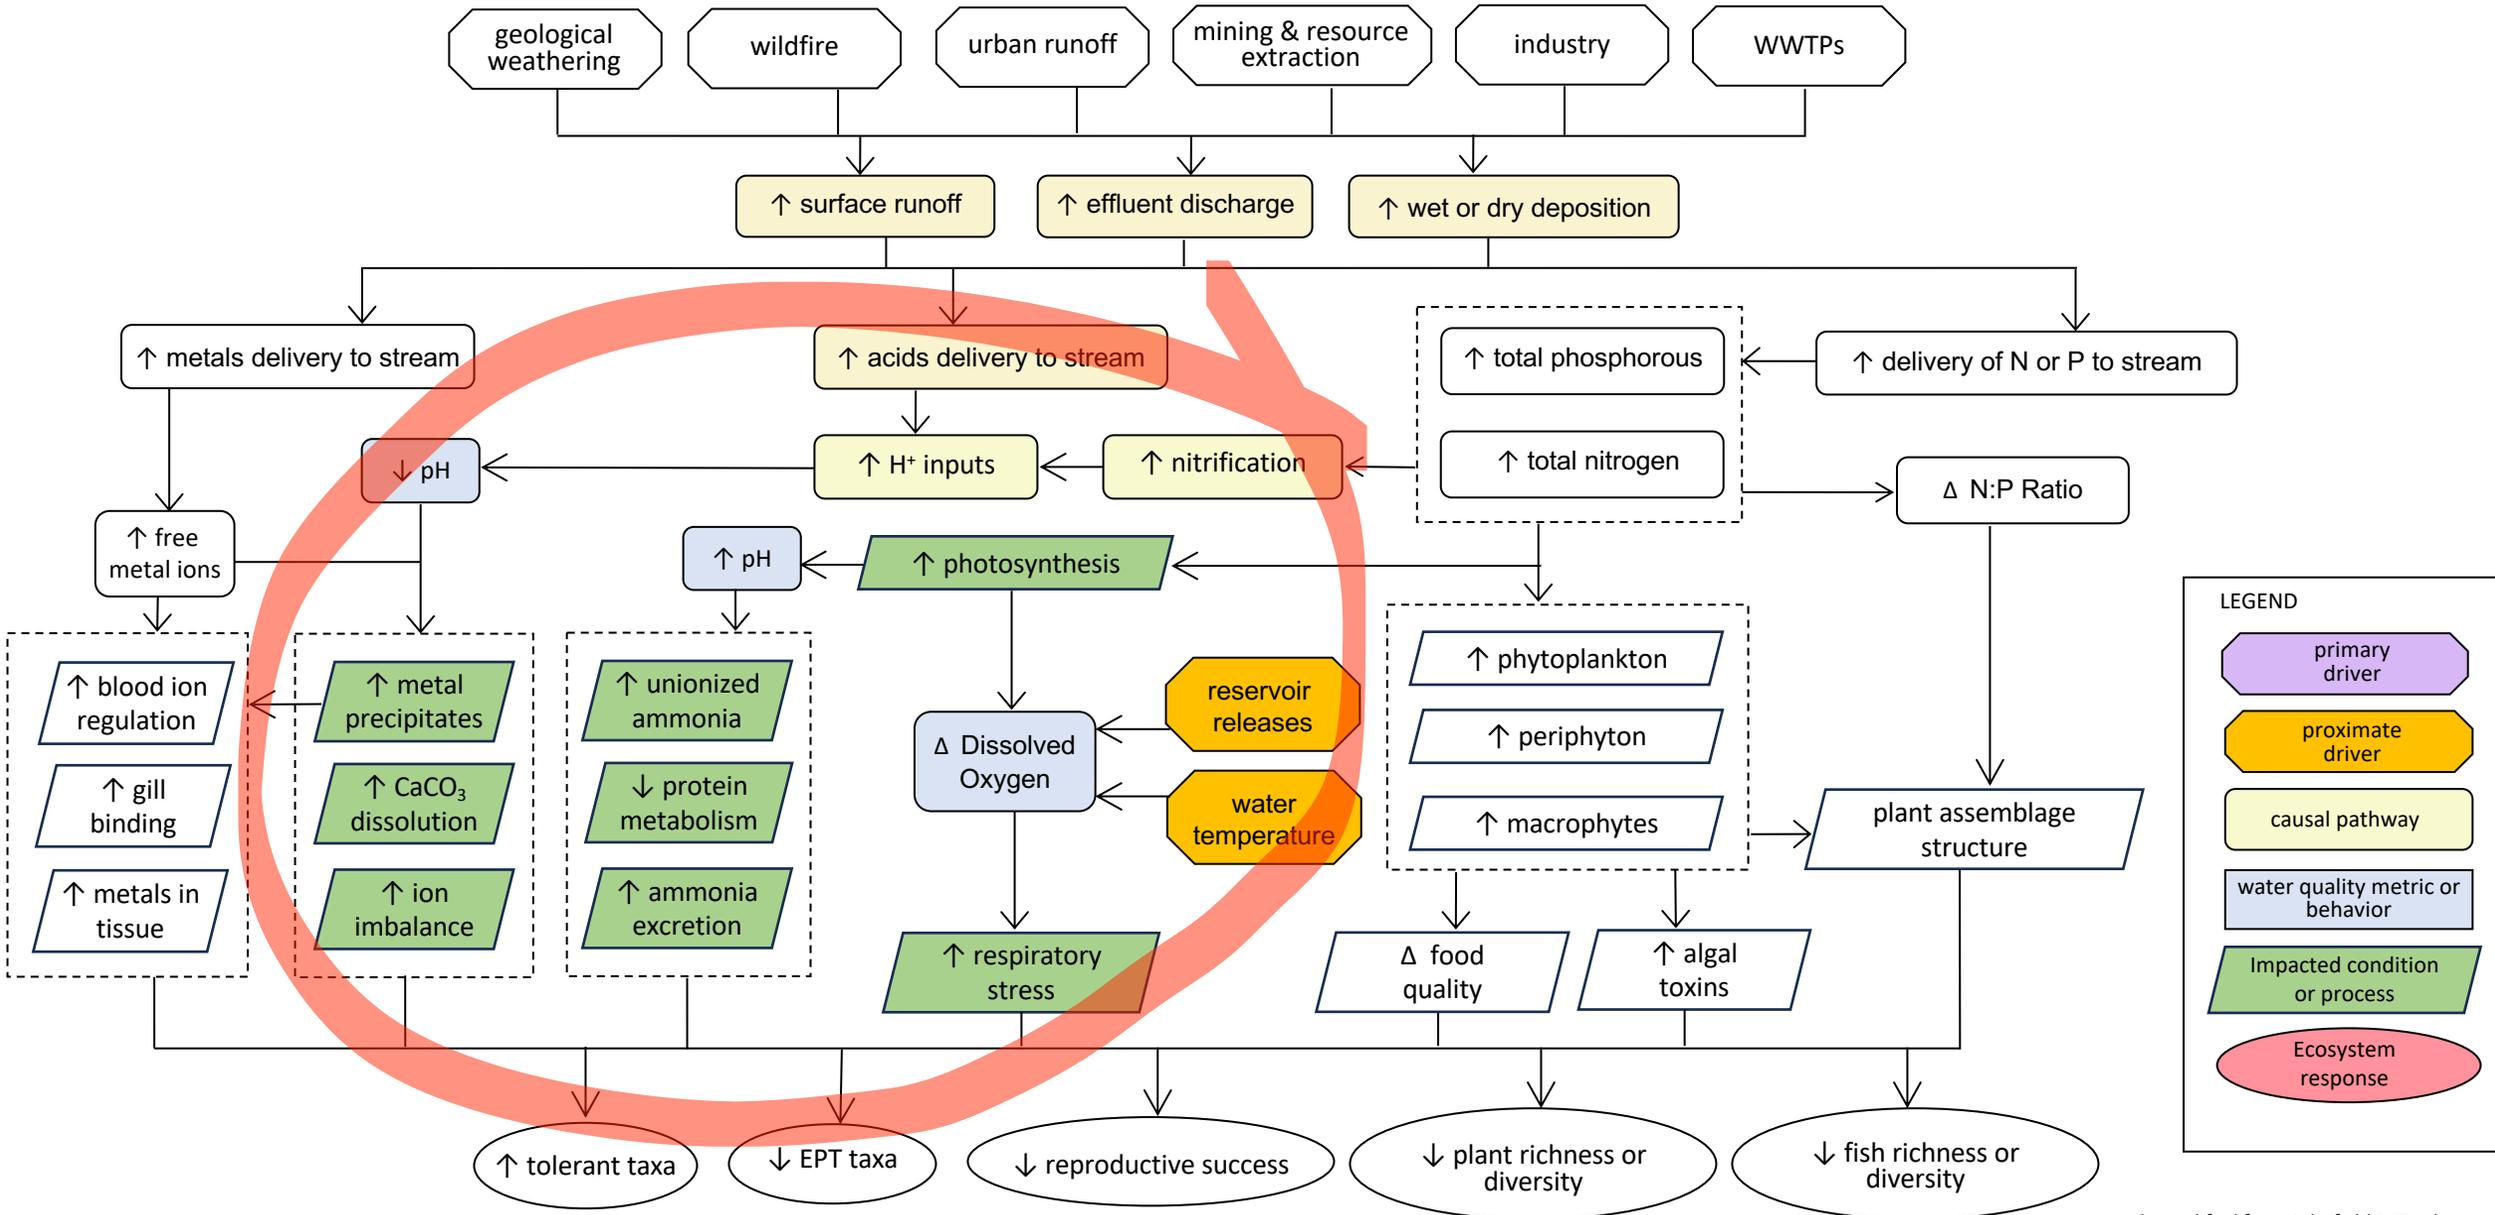 geological
weathering
wildfire
urban runoff
mining & resource
extraction
industry
WWTPs
↑ surface runoff
↑ effluent discharge
↑ wet or dry deposition
↑ metals delivery to stream
↑ acids delivery to stream
↑ total phosphorous
↑ delivery of N or P to stream
↓ pH
↑ H⁺ inputs
↑ nitrification
↑ total nitrogen
Δ N:P Ratio
↑ free
metal ions
↑ pH
↑ photosynthesis
↑ blood ion
regulation
↑ gill
binding
↑ metals in
tissue
↑ metal
precipitates
↑ CaCO₃
dissolution
↑ ion
imbalance
↑ unionized
ammonia
↓ protein
metabolism
↑ ammonia
excretion
Δ Dissolved
Oxygen
reservoir
releases
water
temperature
↑ respiratory
stress
↑ phytoplankton
↑ periphyton
↑ macrophytes
plant assemblage
structure
Δ food
quality
↑ algal
toxins
↑ tolerant taxa
↓ EPT taxa
↓ reproductive success
↓ plant richness or
diversity
↓ fish richness or
diversity
LEGEND
primary
driver
proximate
driver
causal pathway
water quality metric or
behavior
Impacted condition
or process
Ecosystem
response